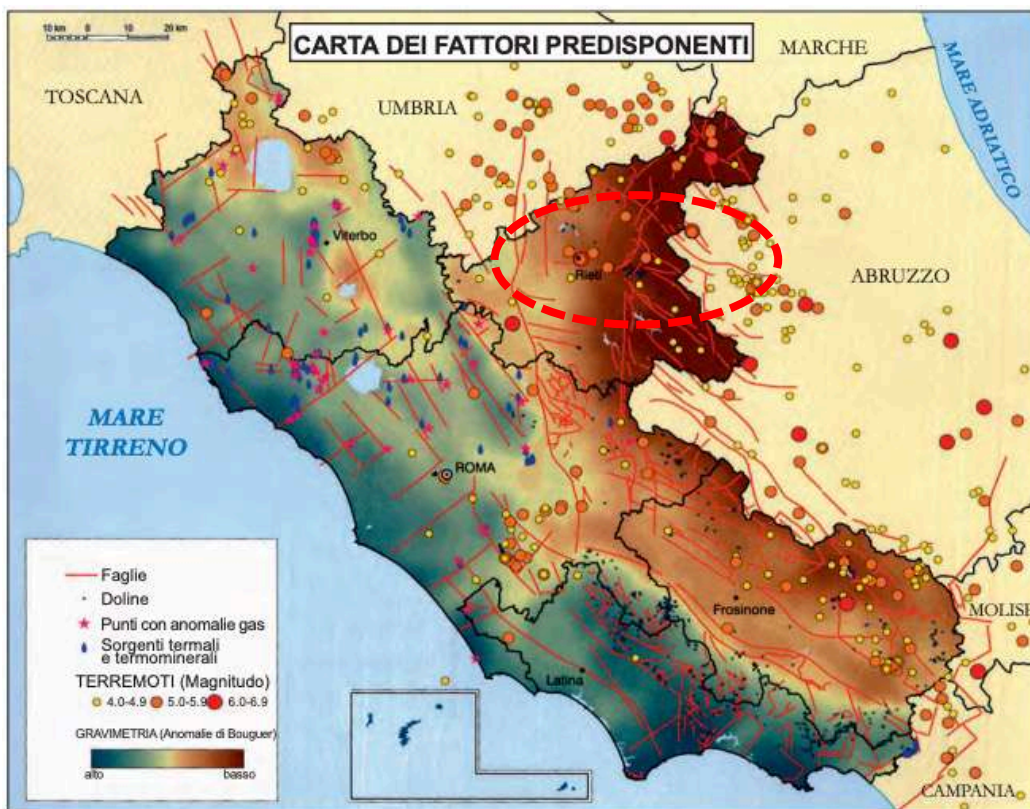 10 km 0 10 20 km
CARTA DEI FATTORI PREDISPONENTI
MARCHE
TOSCANA
UMBRIA
MARE ADRIATICO
Viterbo
Rieti
ABRUZZO
MARE
TIRRENO
ROMA
Frosinone
MOLISE
Latina
CAMPANIA
Faglie
Doline
Punti con anomalie gas
Sorgenti termali
e termominerali
TERREMOTI (Magnitudo)
4.0-4.9 5.0-5.9 6.0-6.9
GRAVIMETRIA (Anomalie di Bouguer)
alto basso